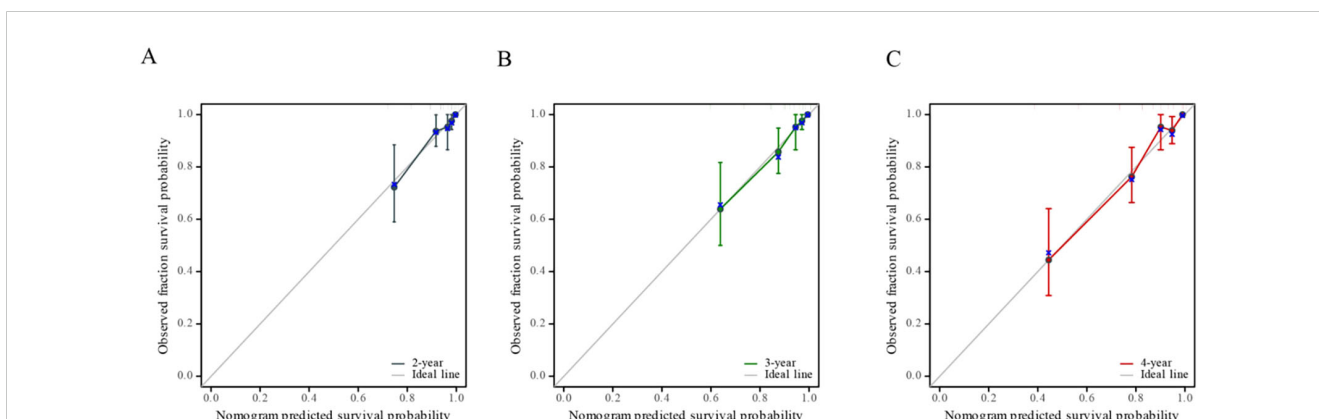 A
B
C
Observed fraction survival probability
1.0
0.8
0.6
0.4
0.2
0.0
2-year
Ideal line
0.0 0.2 0.4 0.6 0.8 1.0
Nomogram predicted survival probability
Observed fraction survival probability
1.0
0.8
0.6
0.4
0.2
0.0
3-year
Ideal line
0.0 0.2 0.4 0.6 0.8 1.0
Nomogram predicted survival probability
Observed fraction survival probability
1.0
0.8
0.6
0.4
0.2
0.0
4-year
Ideal line
0.0 0.2 0.4 0.6 0.8 1.0
Nomogram predicted survival probability